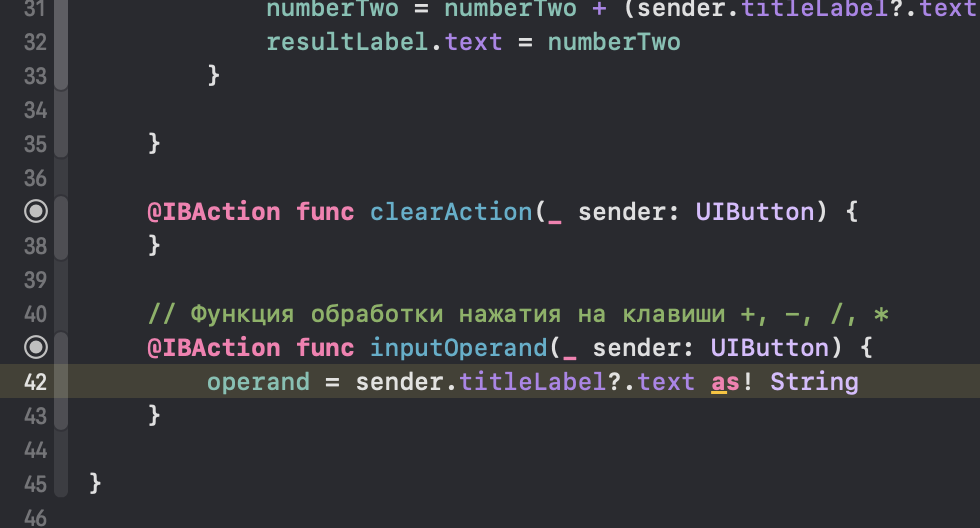 31 numberTwo = numberTwo + (sender.titleLabel?.text
32 resultLabel.text = numberTwo
33 }
34
35 }
36
@IBAction func clearAction(_ sender: UIButton) {
38 }
39
40 // Функция обработки нажатия на клавиши +, -, /, *
@IBAction func inputOperand(_ sender: UIButton) {
42 operand = sender.titleLabel?.text as! String
43 }
44
45 }
46